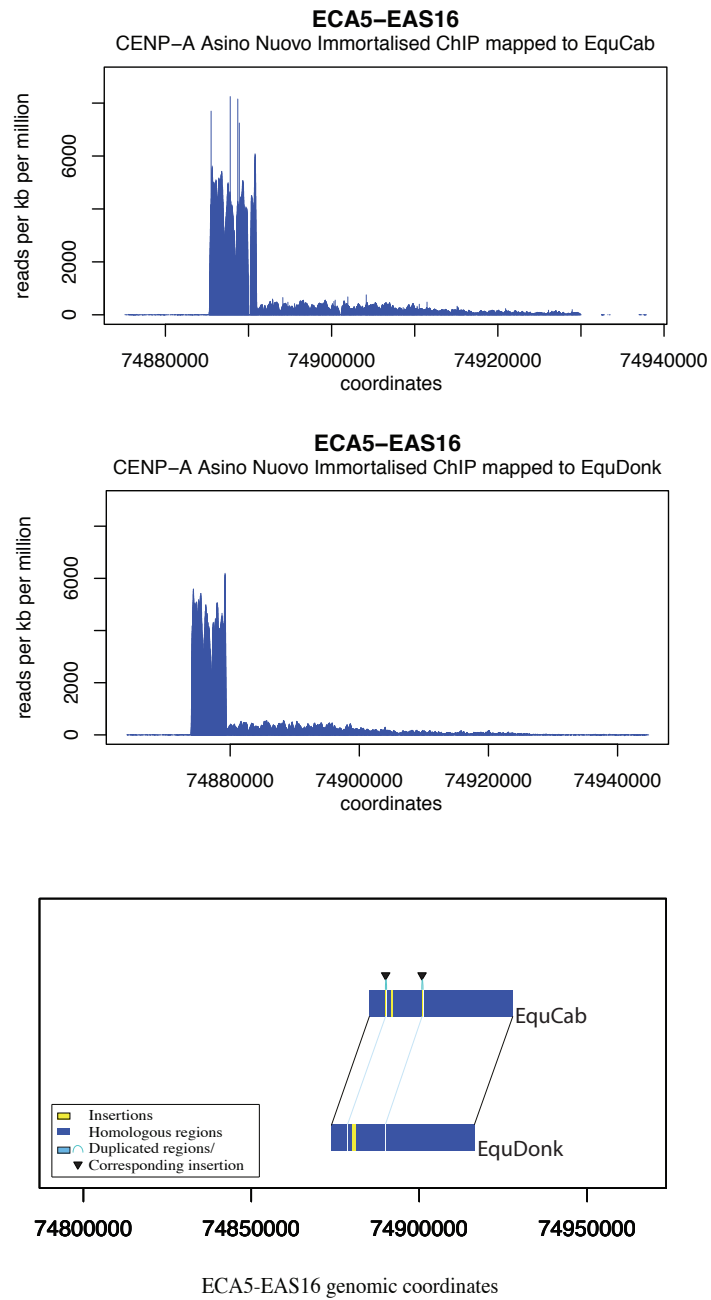 ECA5−EAS16
CENP−A Asino Nuovo Immortalised ChIP mapped to EquCab
reads per kb per million
6000
2000
0
74880000 74900000 74920000 74940000
coordinates
ECA5−EAS16
CENP−A Asino Nuovo Immortalised ChIP mapped to EquDonk
reads per kb per million
6000
2000
0
74880000 74900000 74920000 74940000
coordinates
EquCab
EquDonk
Insertions
Homologous regions
Duplicated regions/
Corresponding insertion
74800000 74850000 74900000 74950000
ECA5-EAS16 genomic coordinates